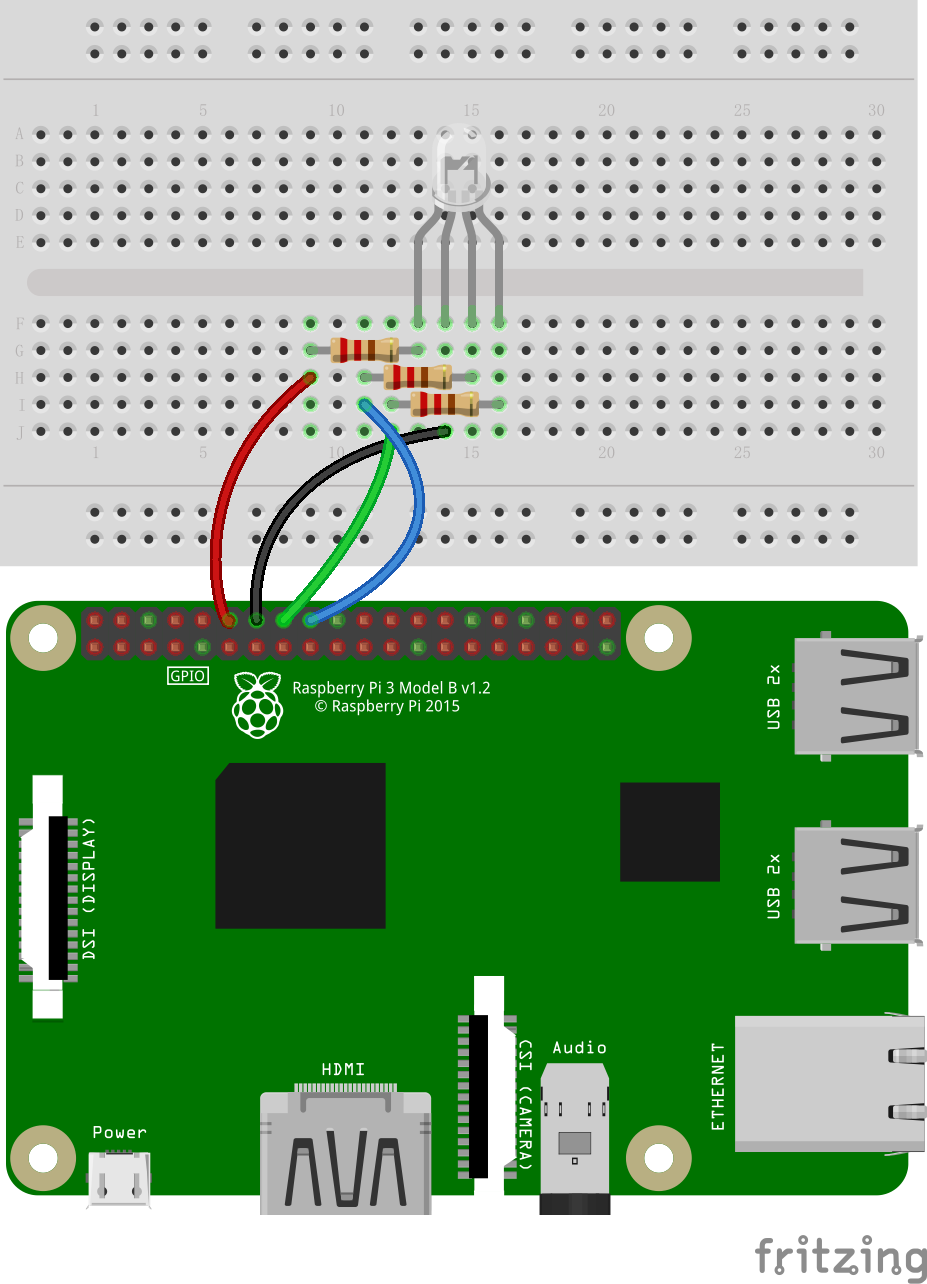 1 5 10 15 20 25 30
A
B
C
D
E
F
G
H
I
J
1 5 10 15 20 25 30
GPIO
Raspberry Pi 3 Model B v1.2
© Raspberry Pi 2015
USB 2x
DSI (DISPLAY)
USB 2x
HDMI
CSI (CAMERA)
Audio
ETHERNET
Power
fritzing